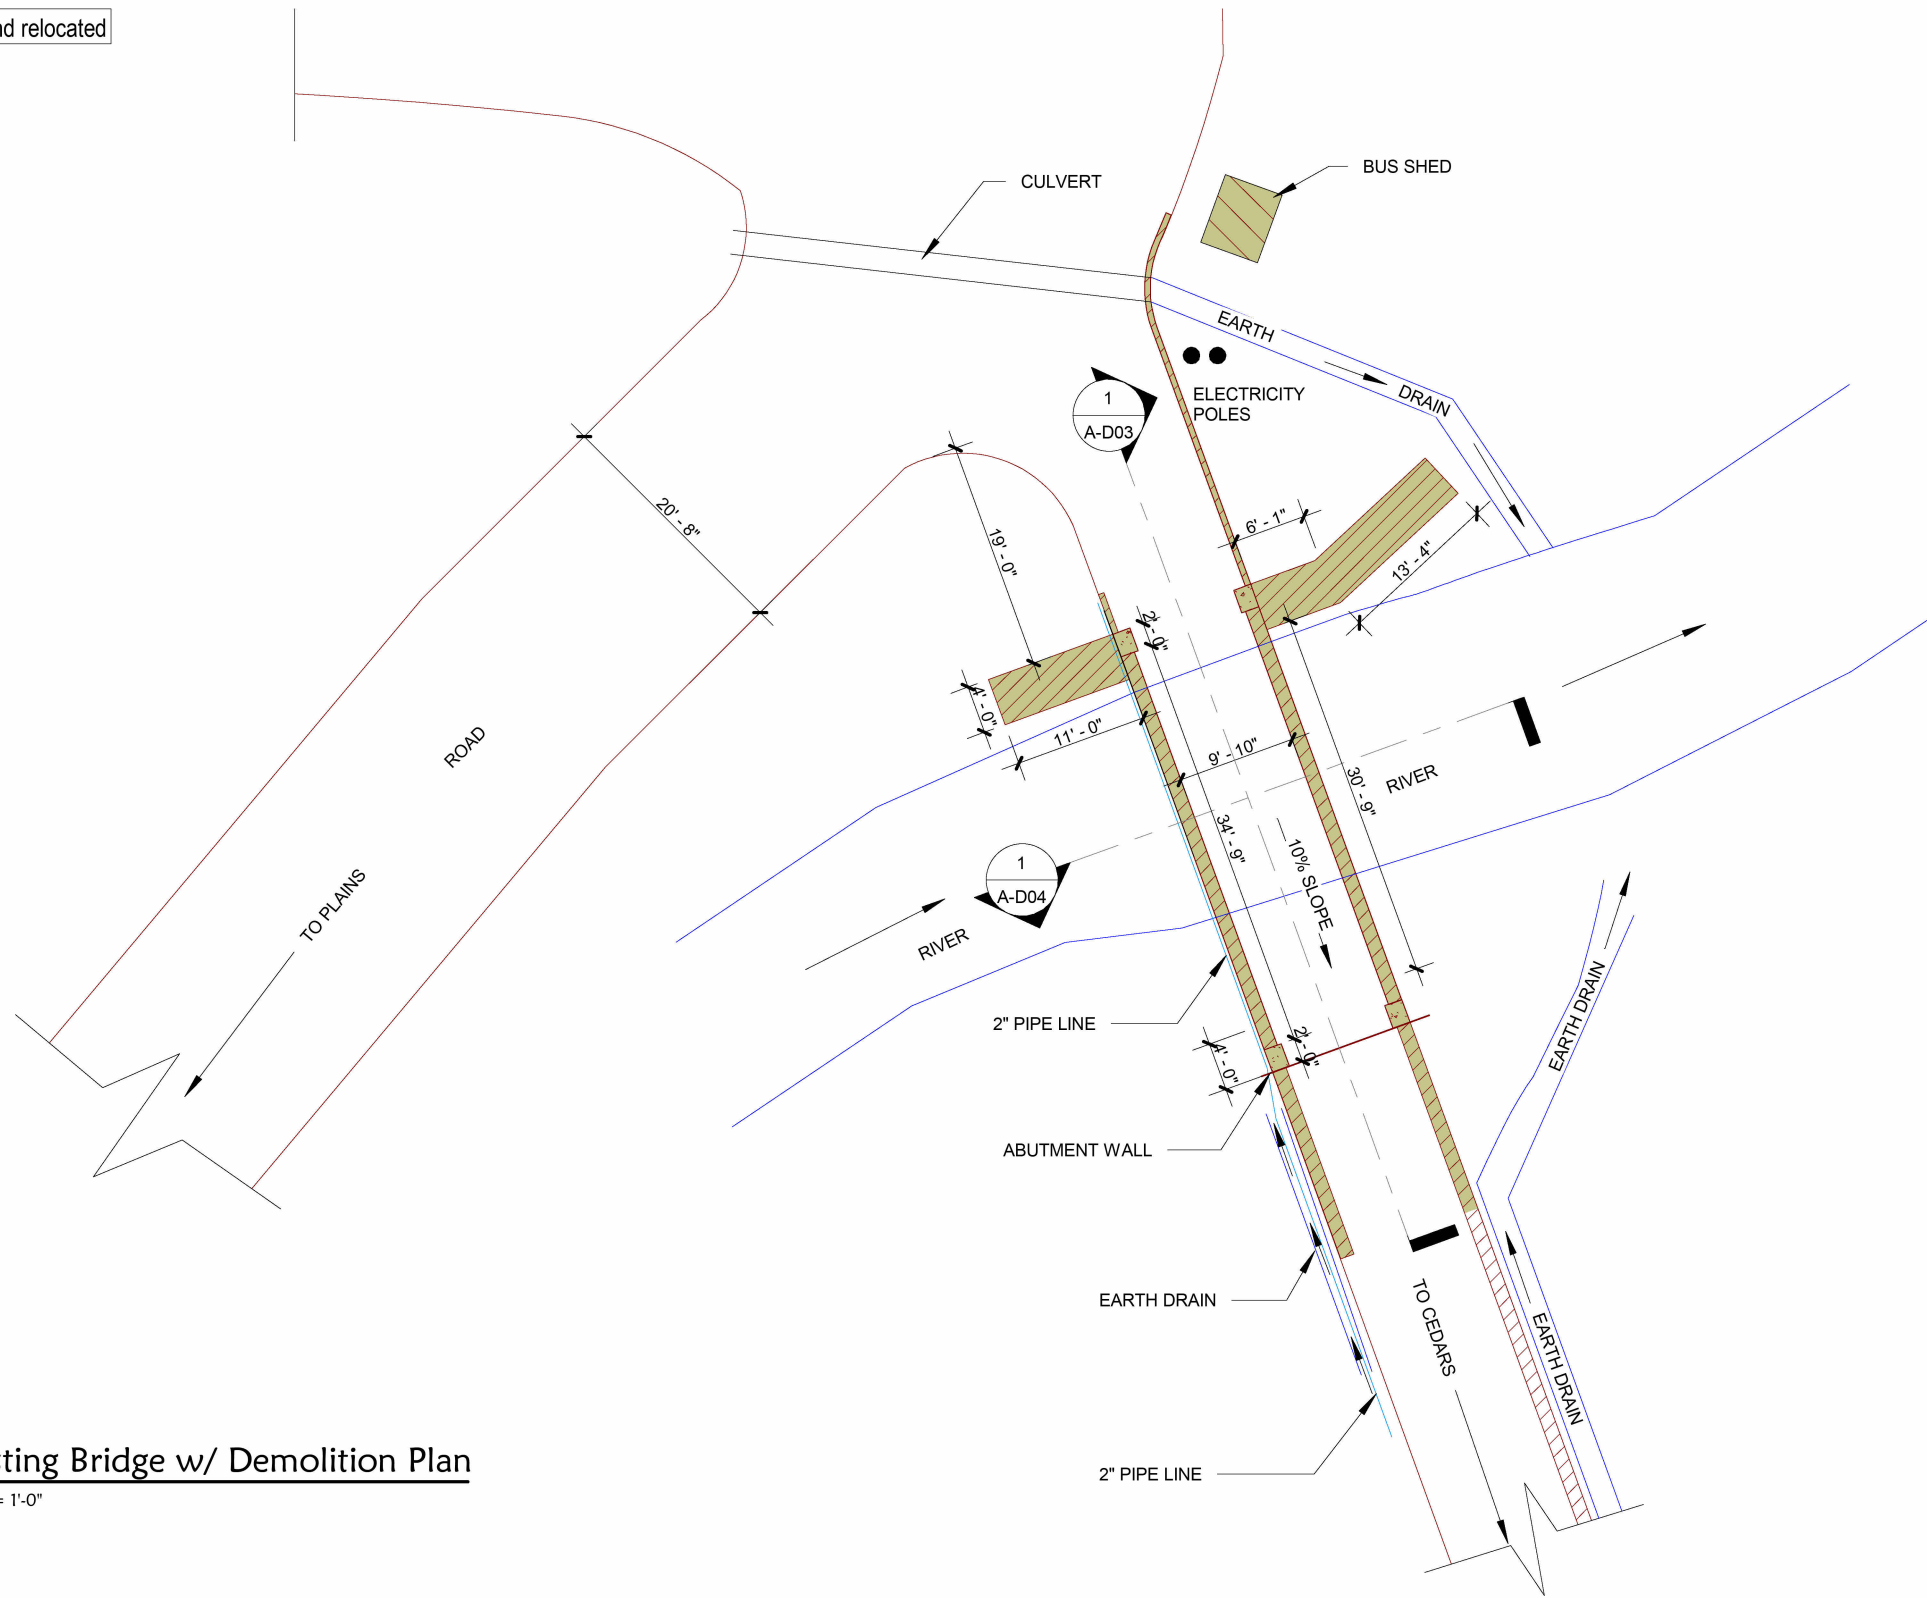 nd relocated
BUS SHED
CULVERT
EARTH
DRAIN
1
A-D03
ELECTRICITY
POLES
20' - 8"
19' - 0"
6' - 1"
13' - 4"
2' - 0"
4' - 0"
11' - 0"
9' - 10"
30' - 9"
34' - 9"
10% SLOPE
RIVER
ROAD
TO PLAINS
1
A-D04
RIVER
2" PIPE LINE
4' - 0"
2' - 0"
EARTH DRAIN
ABUTMENT WALL
EARTH DRAIN
TO CEDARS
EARTH DRAIN
2" PIPE LINE
ting Bridge w/ Demolition Plan
= 1'-0"